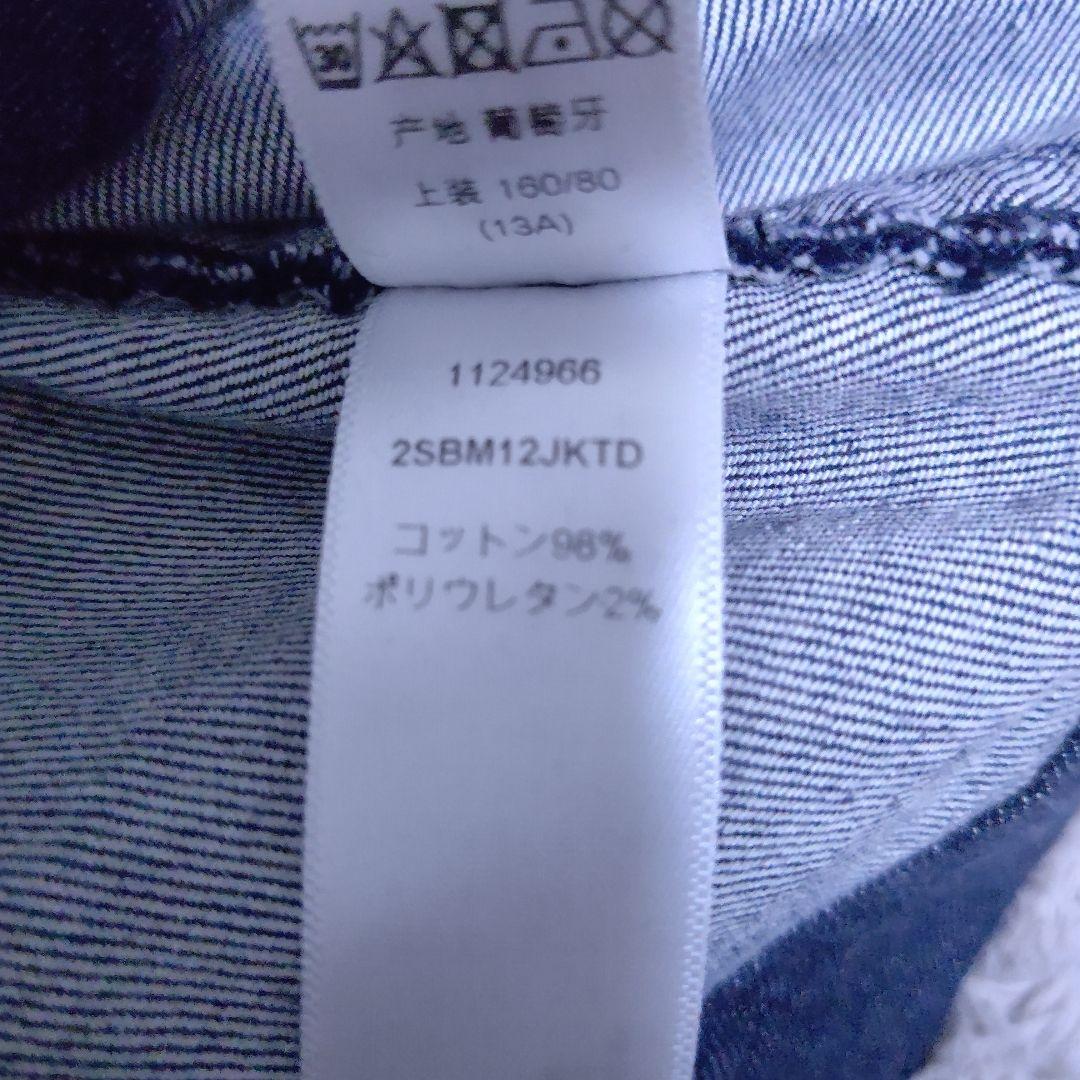 30
产地 葡萄牙
上装 160/80
(13A)
1124966
2SBM12JKTD
コットン98%
ポリウレタン2%